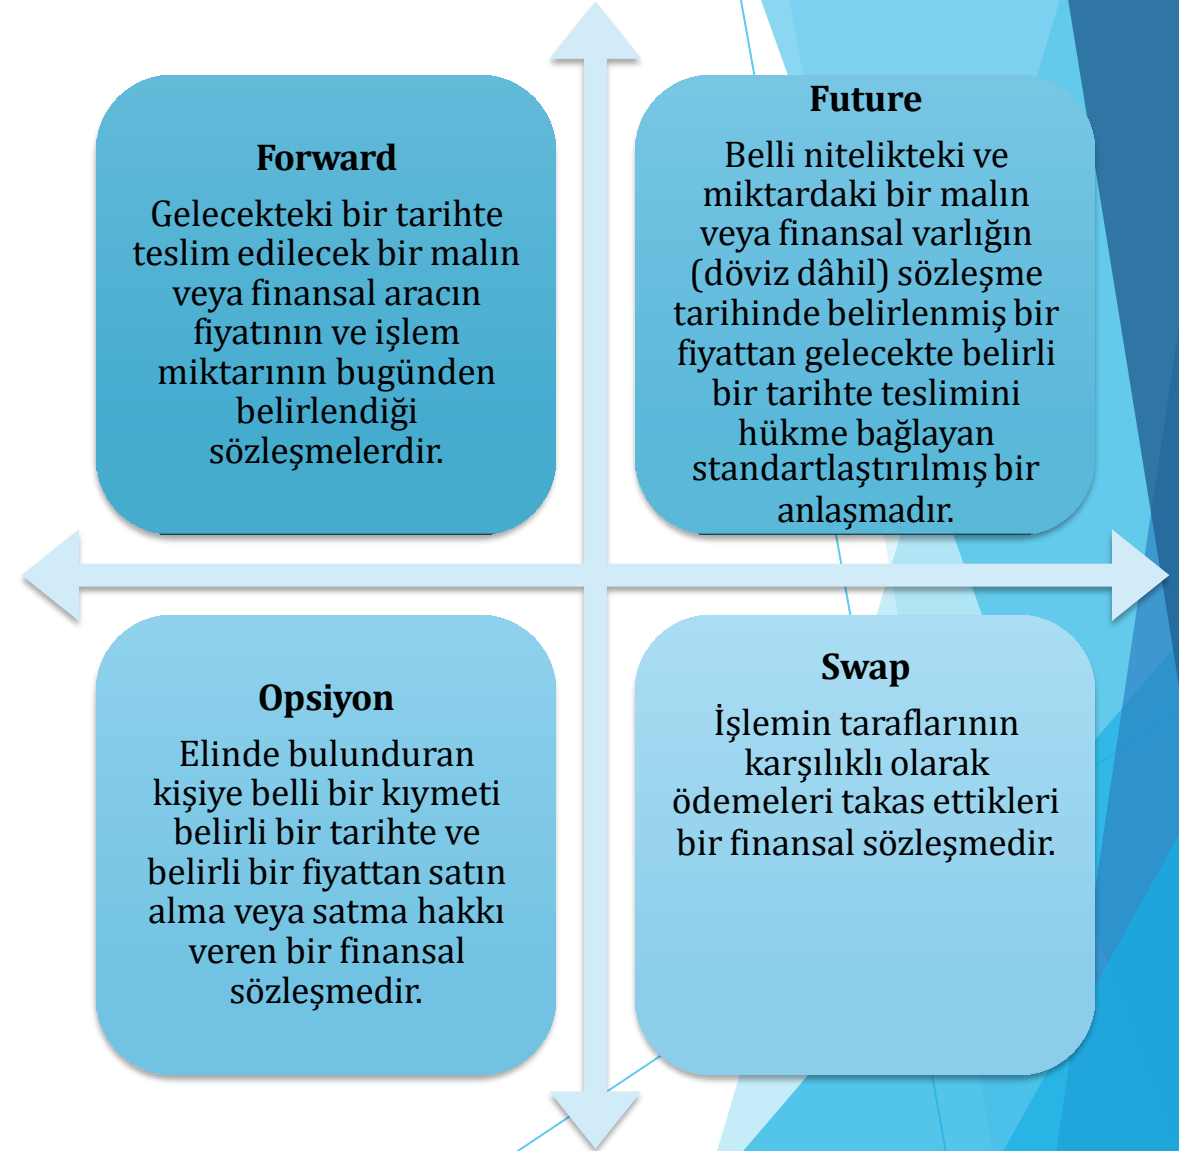 Forward
Gelecekteki bir tarihte
teslim edilecek bir malın
veya finansal aracın
fiyatının ve işlem
miktarının bugünden
belirlendiği
sözleşmelerdir.
Future
Belli nitelikteki ve
miktardaki bir malın
veya finansal varlığın
(döviz dâhil) sözleşme
tarihinde belirlenmiş bir
fiyattan gelecekte belirli
bir tarihte teslimini
hükme bağlayan
standartlaştırılmış bir
anlaşmadır.
Opsiyon
Elinde bulunduran
kişiye belli bir kıymeti
belirli bir tarihte ve
belirli bir fiyattan satın
alma veya satma hakkı
veren bir finansal
sözleşmedir.
Swap
İşlemin taraflarının
karşılıklı olarak
ödemeleri takas ettikleri
bir finansal sözleşmedir.